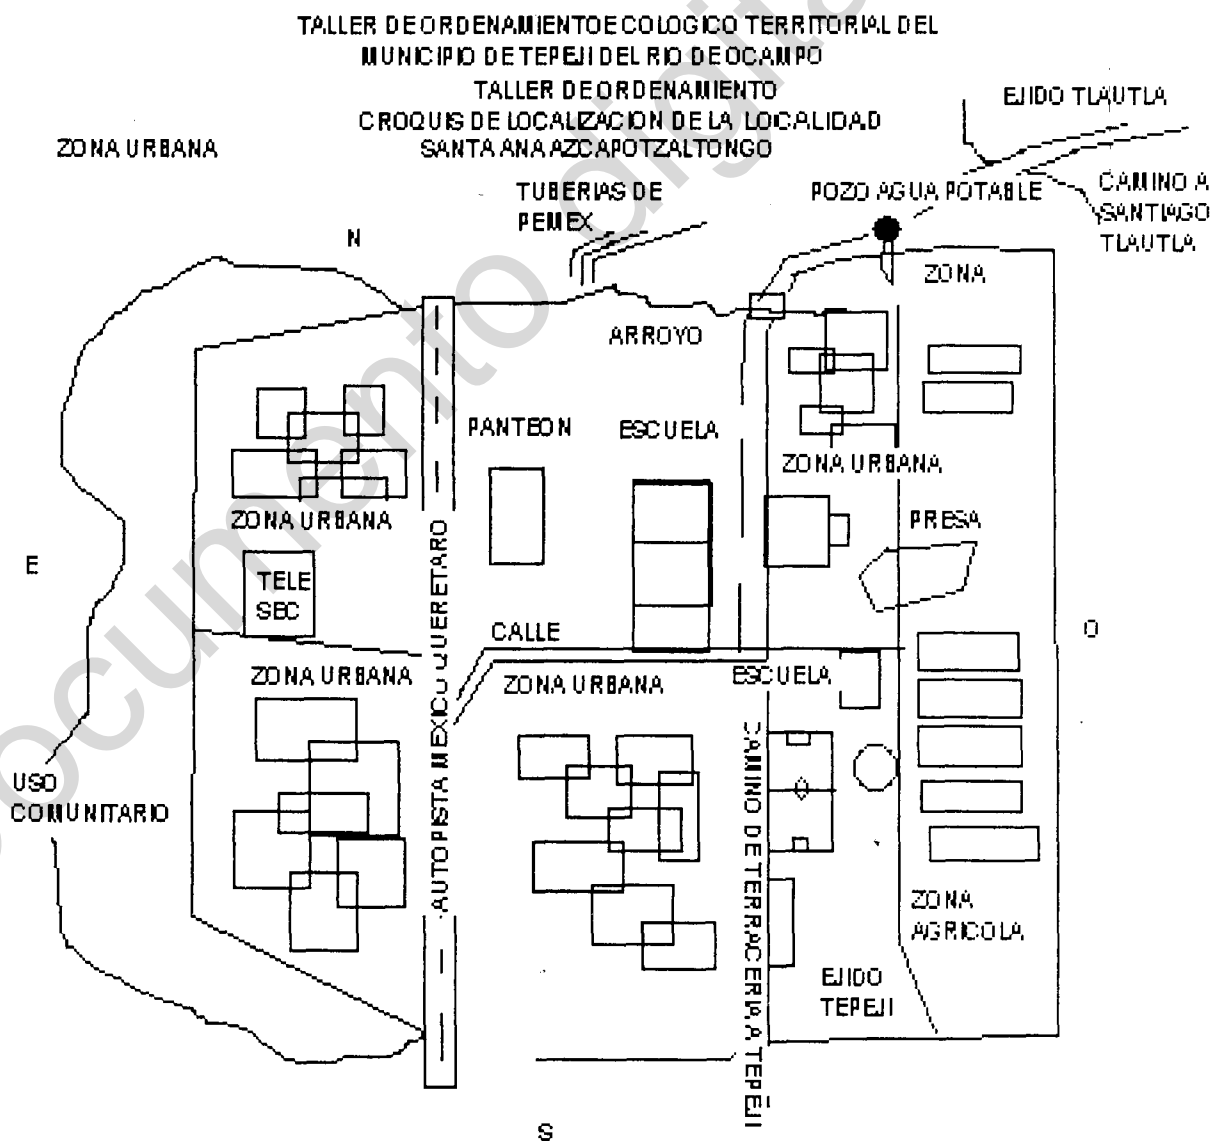 TALLER DE ORDENAMIENTO ECOLOGICO TERRITORIAL DEL
MUNICIPIO DE TEPEJI DEL RIO DE OCAMPO
TALLER DE ORDENAMIENTO
CROQUIS DE LOCALIZACION DE LA LOCALIDAD
SANTA ANA AZCAPOTZALTONGO
ZONA URBANA
EJIDO TLAUTLA
TUBERIAS DE
PEMEX
POZO AGUA POTABLE
CAMINO A
SANTIAGO
TLAUTLA
N
ZONA
ARROYO
PANTEON
ESCUELA
ZONA URBANA
ZONA URBANA
PRESA
E
TELE
SEC
CALLE
O
ZONA URBANA
ZONA URBANA
ESCUELA
AUTOPISTA MEXICO QUERETARO
CAMINO DE TERRACERIA A TEPEJI
USO
COMUNITARIO
ZONA
AGRICOLA
EJIDO
TEPEJI
S
documento digital